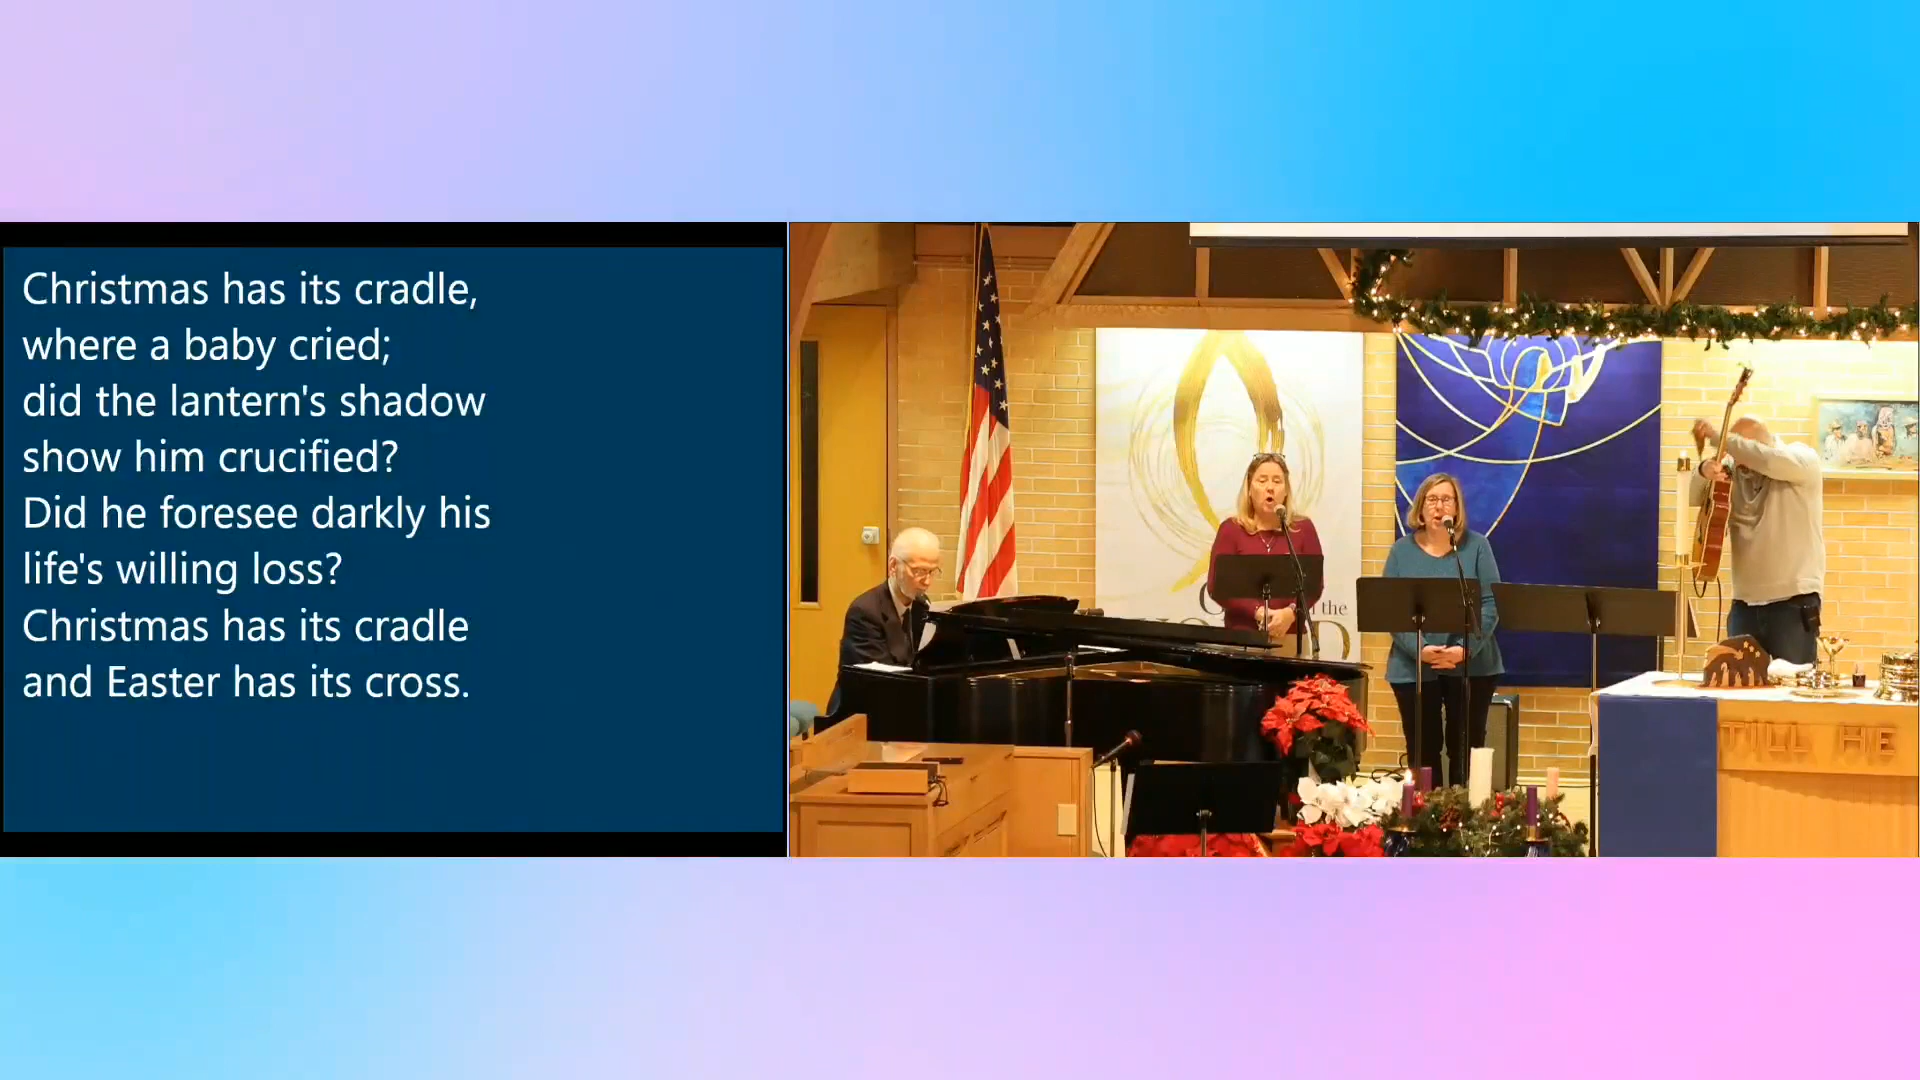 Christmas has its cradle,
where a baby cried;
did the lantern's shadow
show him crucified?
Did he foresee darkly his
life's willing loss?
Christmas has its cradle
and Easter has its cross.
the
TILL HE